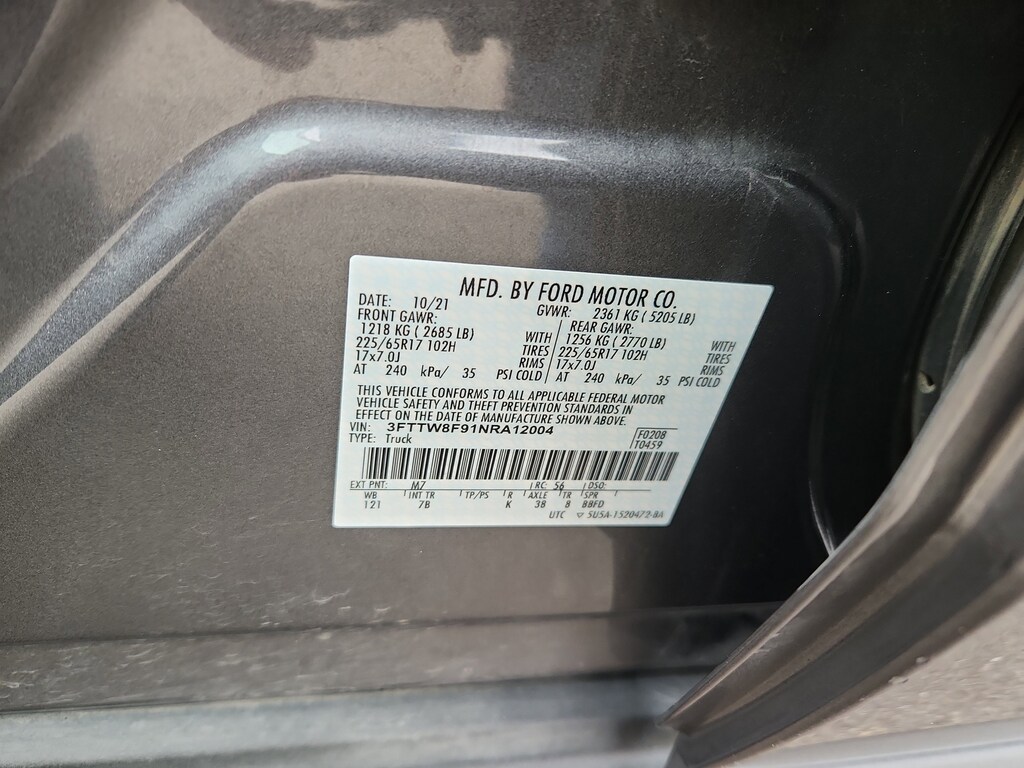 MFD. BY FORD MOTOR CO.
DATE: 10/21 GVWR: 2361 KG ( 5205 LB)
FRONT GAWR: REAR GAWR:
1218 KG ( 2685 LB) WITH 1256 KG ( 2770 LB) WITH
225/65R17 102H TIRES 225/65R17 102H TIRES
17x7.0J RIMS 17x7.0J RIMS
AT 240 kPa/ 35 PSI COLD AT 240 kPa/ 35 PSI COLD
THIS VEHICLE CONFORMS TO ALL APPLICABLE FEDERAL MOTOR
VEHICLE SAFETY AND THEFT PREVENTION STANDARDS IN
EFFECT ON THE DATE OF MANUFACTURE SHOWN ABOVE.
VIN: 3FTTW8F91NRA12004 F0208
TYPE: Truck T0459
EXT PNT: M7 RC: 56 DSO:
WB INT TR TP/PS R AXLE TR SPR
121 7B K 38 8 BBFD
UTC ▽ 5U5A-1520472-BA